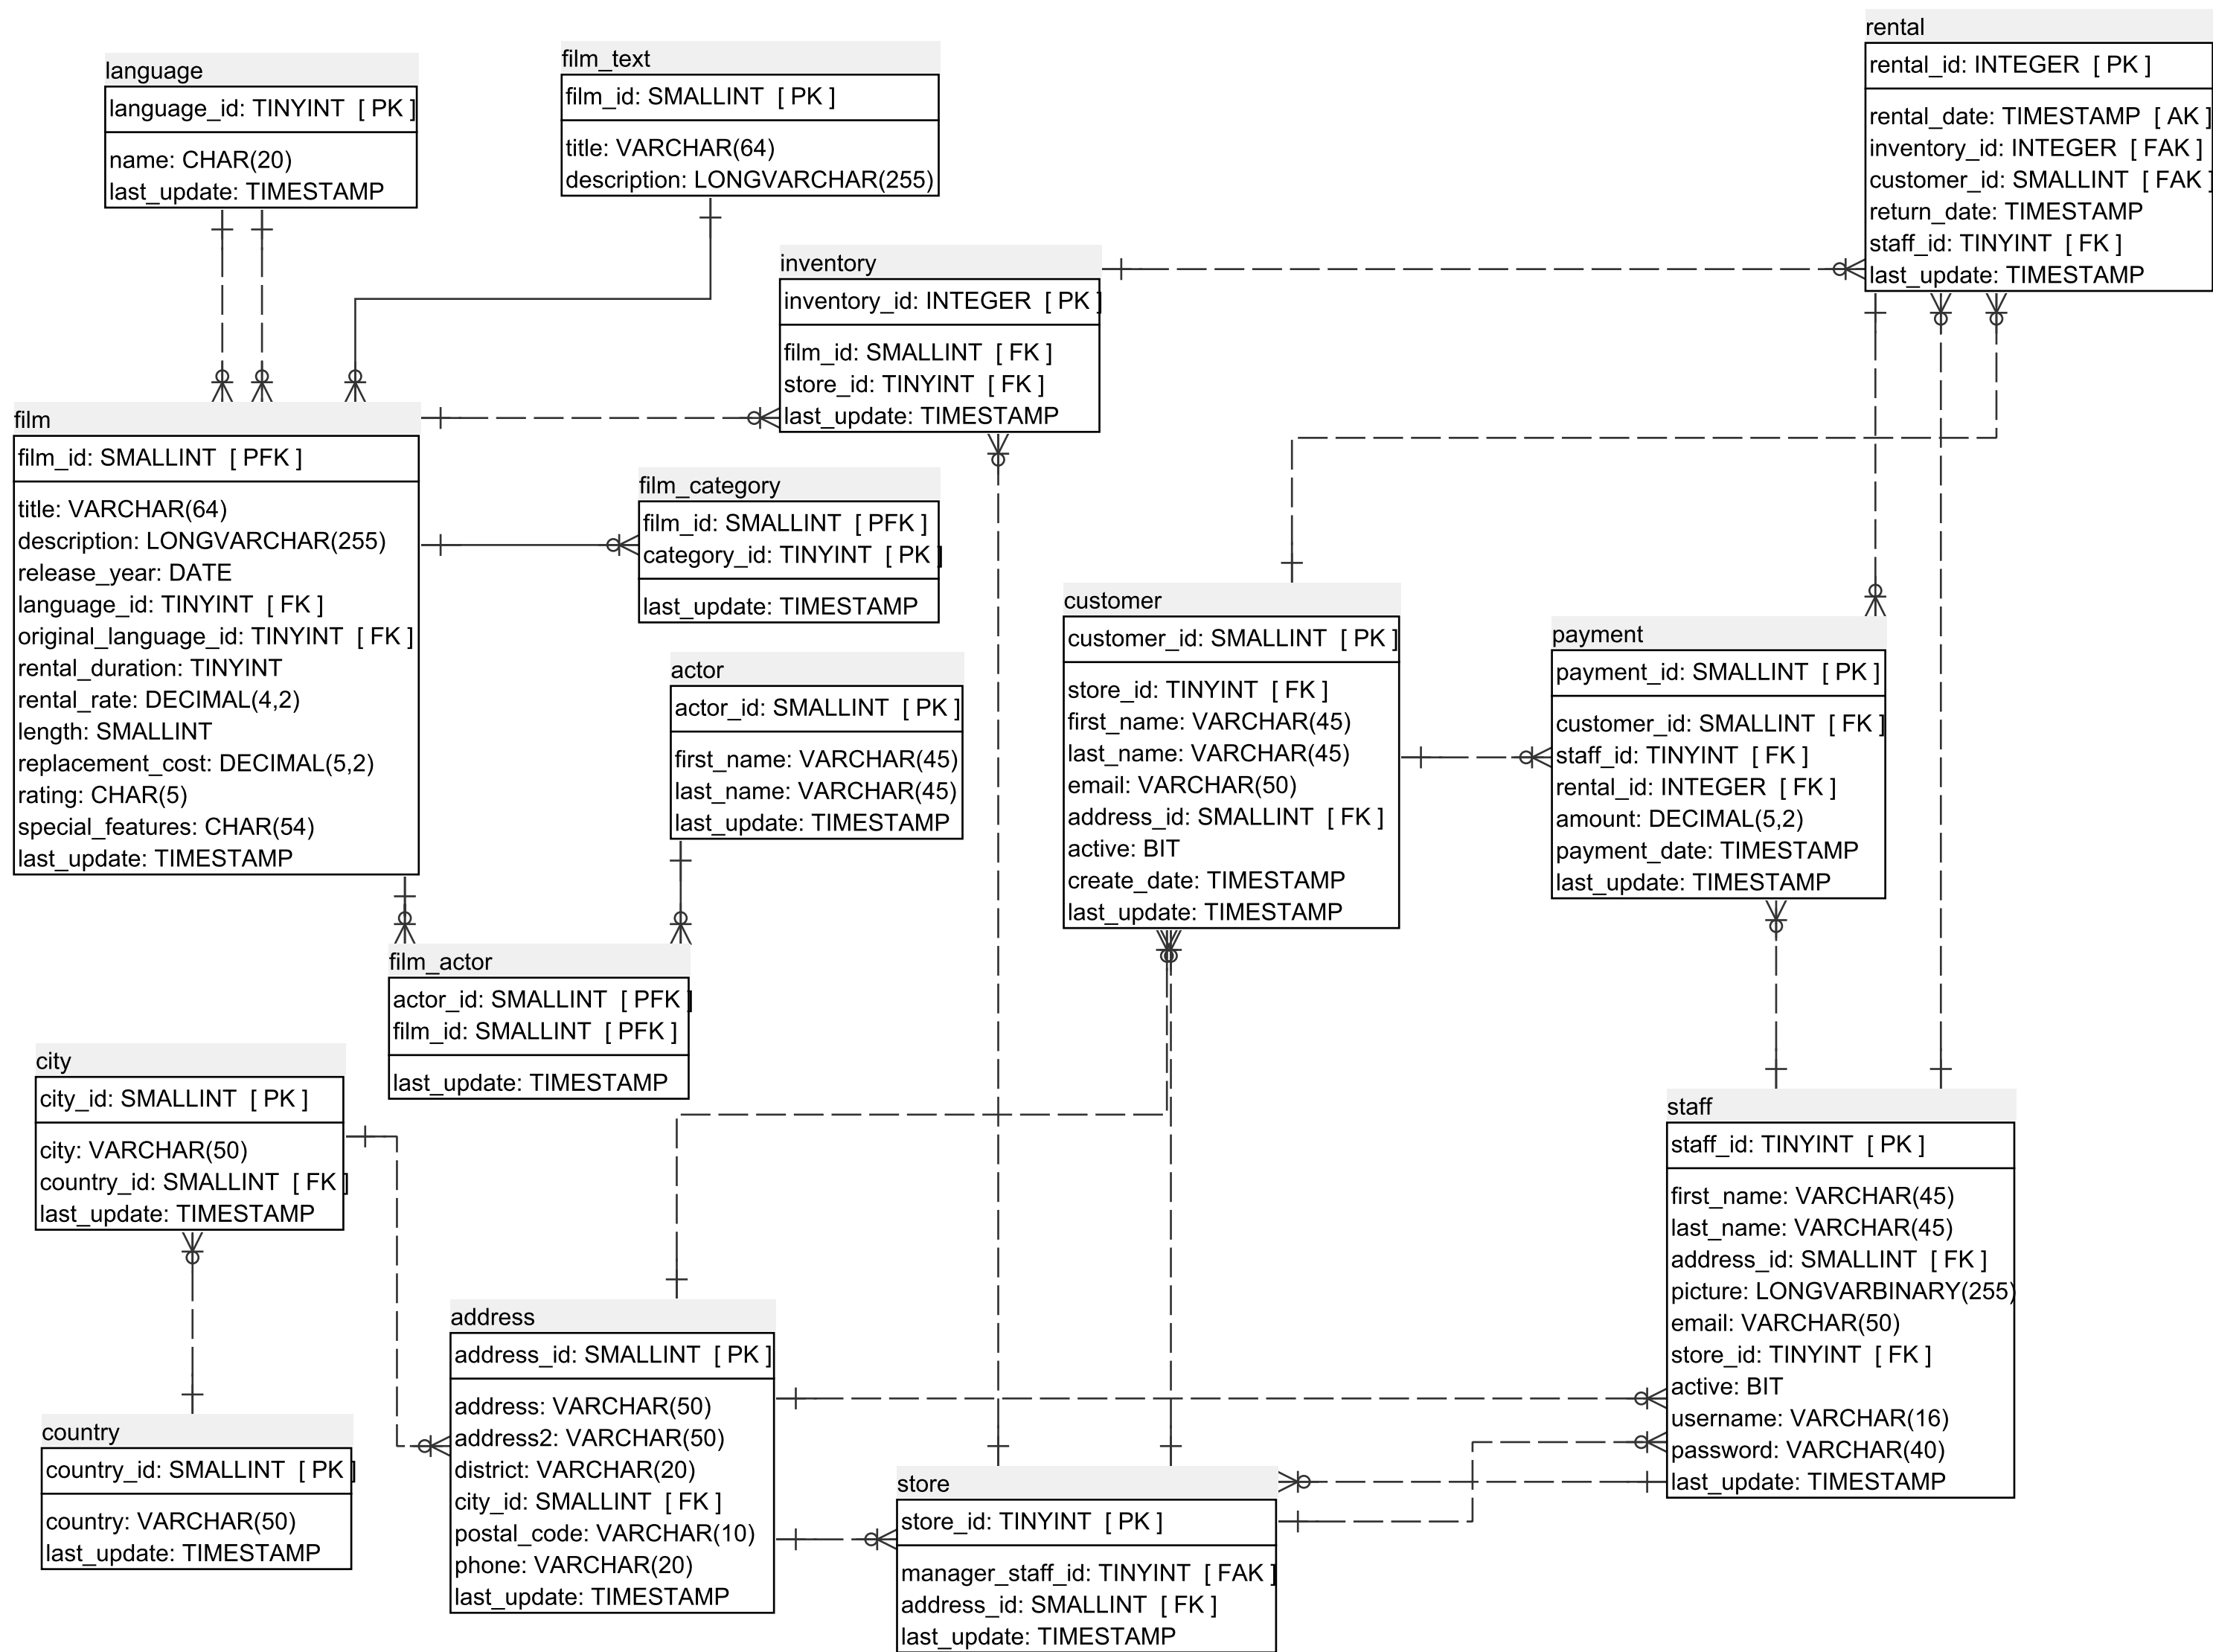 language
language_id: TINYINT [ PK ]
name: CHAR(20)
last_update: TIMESTAMP
film_text
film_id: SMALLINT [ PK ]
title: VARCHAR(64)
description: LONGVARCHAR(255)
rental
rental_id: INTEGER [ PK ]
rental_date: TIMESTAMP [ AK ]
inventory_id: INTEGER [ FAK ]
customer_id: SMALLINT [ FAK ]
return_date: TIMESTAMP
staff_id: TINYINT [ FK ]
last_update: TIMESTAMP
inventory
inventory_id: INTEGER [ PK ]
film_id: SMALLINT [ FK ]
store_id: TINYINT [ FK ]
last_update: TIMESTAMP
film
film_id: SMALLINT [ PFK ]
title: VARCHAR(64)
description: LONGVARCHAR(255)
release_year: DATE
language_id: TINYINT [ FK ]
original_language_id: TINYINT [ FK ]
rental_duration: TINYINT
rental_rate: DECIMAL(4,2)
length: SMALLINT
replacement_cost: DECIMAL(5,2)
rating: CHAR(5)
special_features: CHAR(54)
last_update: TIMESTAMP
film_category
film_id: SMALLINT [ PFK ]
category_id: TINYINT [ PK ]
last_update: TIMESTAMP
actor
actor_id: SMALLINT [ PK ]
first_name: VARCHAR(45)
last_name: VARCHAR(45)
last_update: TIMESTAMP
customer
customer_id: SMALLINT [ PK ]
store_id: TINYINT [ FK ]
first_name: VARCHAR(45)
last_name: VARCHAR(45)
email: VARCHAR(50)
address_id: SMALLINT [ FK ]
active: BIT
create_date: TIMESTAMP
last_update: TIMESTAMP
payment
payment_id: SMALLINT [ PK ]
customer_id: SMALLINT [ FK ]
staff_id: TINYINT [ FK ]
rental_id: INTEGER [ FK ]
amount: DECIMAL(5,2)
payment_date: TIMESTAMP
last_update: TIMESTAMP
film_actor
actor_id: SMALLINT [ PFK ]
film_id: SMALLINT [ PFK ]
last_update: TIMESTAMP
city
city_id: SMALLINT [ PK ]
city: VARCHAR(50)
country_id: SMALLINT [ FK ]
last_update: TIMESTAMP
staff
staff_id: TINYINT [ PK ]
first_name: VARCHAR(45)
last_name: VARCHAR(45)
address_id: SMALLINT [ FK ]
picture: LONGVARBINARY(255)
email: VARCHAR(50)
store_id: TINYINT [ FK ]
active: BIT
username: VARCHAR(16)
password: VARCHAR(40)
last_update: TIMESTAMP
address
address_id: SMALLINT [ PK ]
address: VARCHAR(50)
address2: VARCHAR(50)
district: VARCHAR(20)
city_id: SMALLINT [ FK ]
postal_code: VARCHAR(10)
phone: VARCHAR(20)
last_update: TIMESTAMP
country
country_id: SMALLINT [ PK ]
country: VARCHAR(50)
last_update: TIMESTAMP
store
store_id: TINYINT [ PK ]
manager_staff_id: TINYINT [ FAK ]
address_id: SMALLINT [ FK ]
last_update: TIMESTAMP